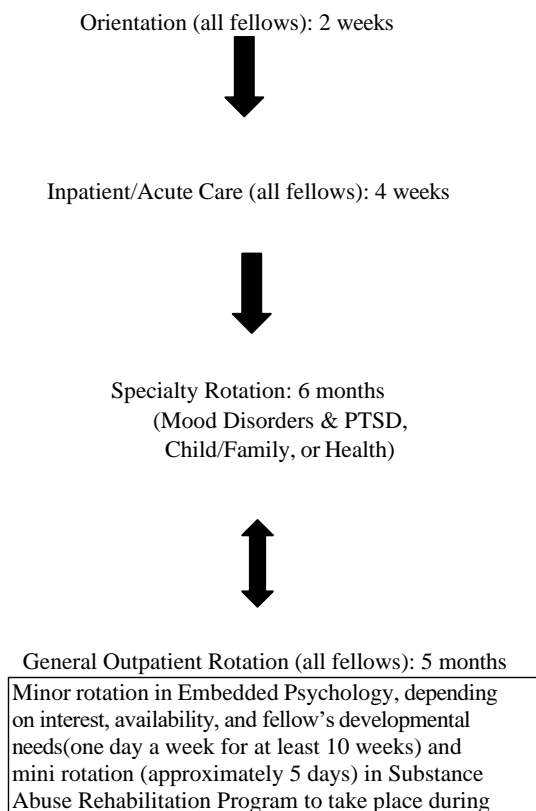 Orientation (all fellows): 2 weeks
Inpatient/Acute Care (all fellows): 4 weeks
Specialty Rotation: 6 months
(Mood Disorders & PTSD,
Child/Family, or Health)
General Outpatient Rotation (all fellows): 5 months
Minor rotation in Embedded Psychology, depending
on interest, availability, and fellow’s developmental
needs(one day a week for at least 10 weeks) and
mini rotation (approximately 5 days) in Substance
Abuse Rehabilitation Program to take place during